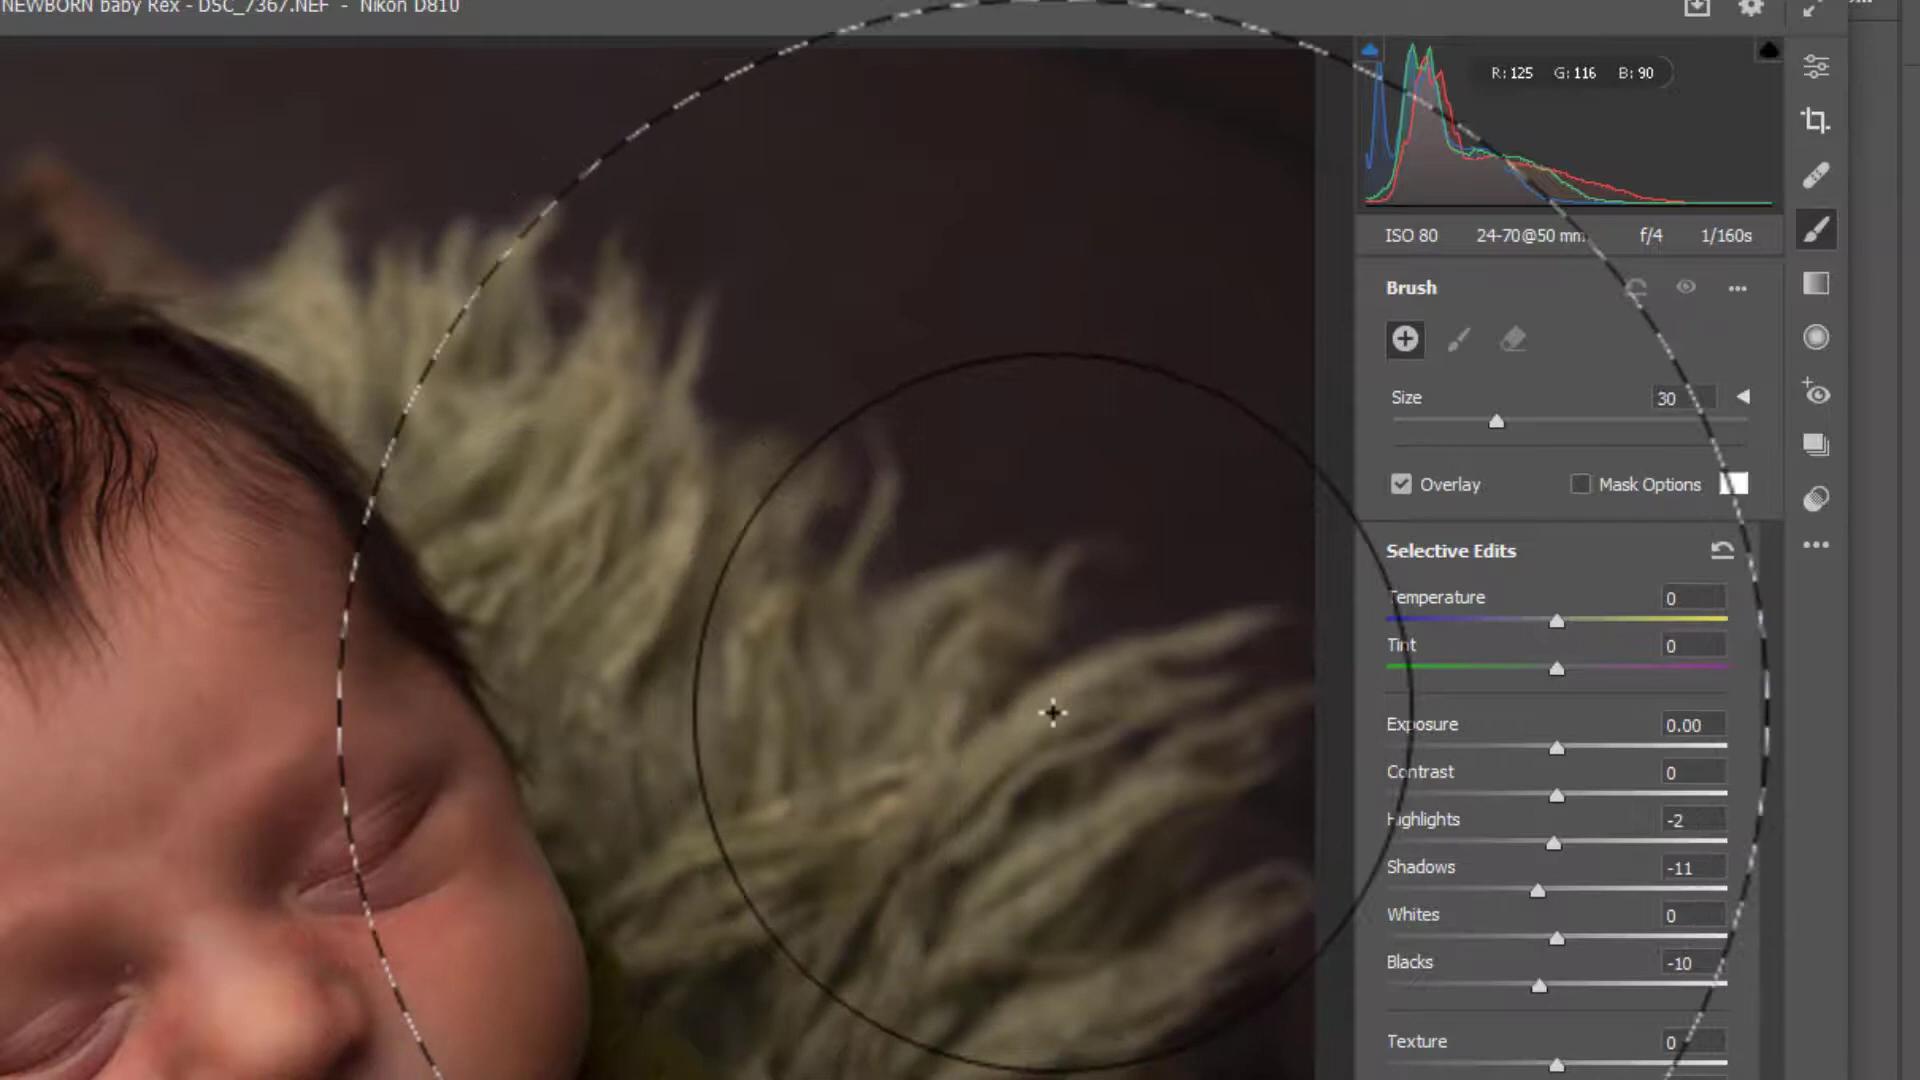 NEWBORN baby Rex - DSC_7367.NEF - Nikon D810
R: 125 G: 116 B: 90
ISO 80 24-70@50 mm f/4 1/160s
Brush
Size 30
Overlay Mask Options
Selective Edits
Temperature 0
Tint 0
Exposure 0.00
Contrast 0
Highlights -2
Shadows -11
Whites 0
Blacks -10
Texture 0